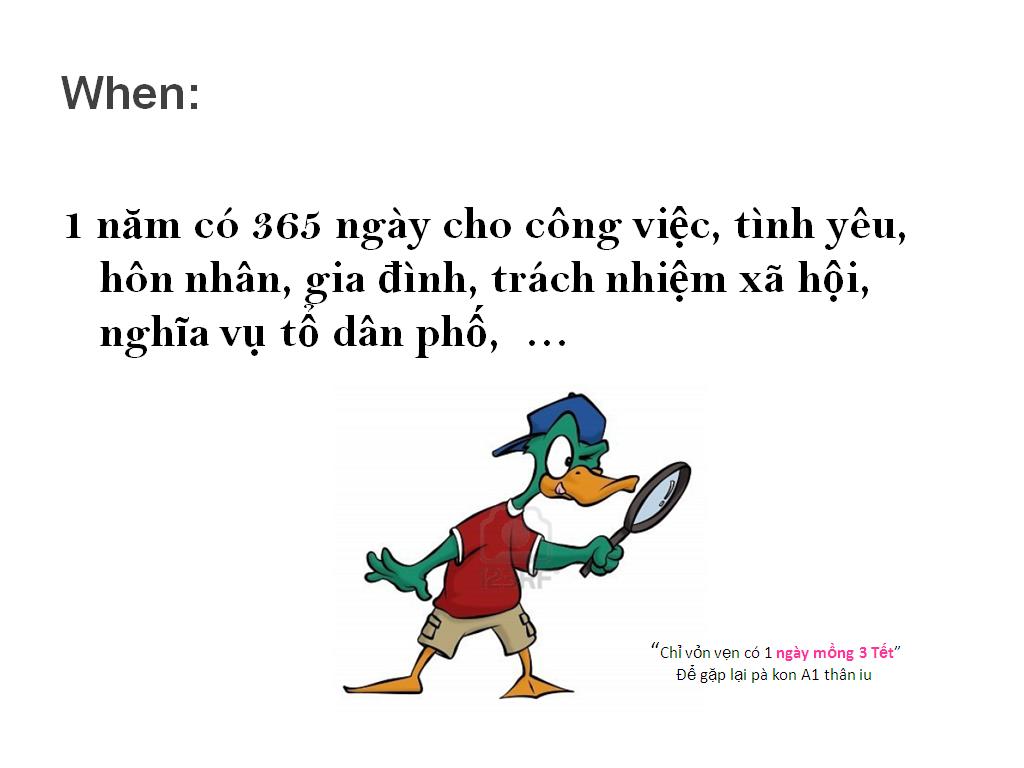 When:
1 năm có 365 ngày cho công việc, tình yêu,
hôn nhân, gia đình, trách nhiệm xã hội,
nghĩa vụ tổ dân phố, ...
123RF
“Chỉ vỏn vẹn có 1 ngày mồng 3 Tết”
Để gặp lại pà kon A1 thân iu